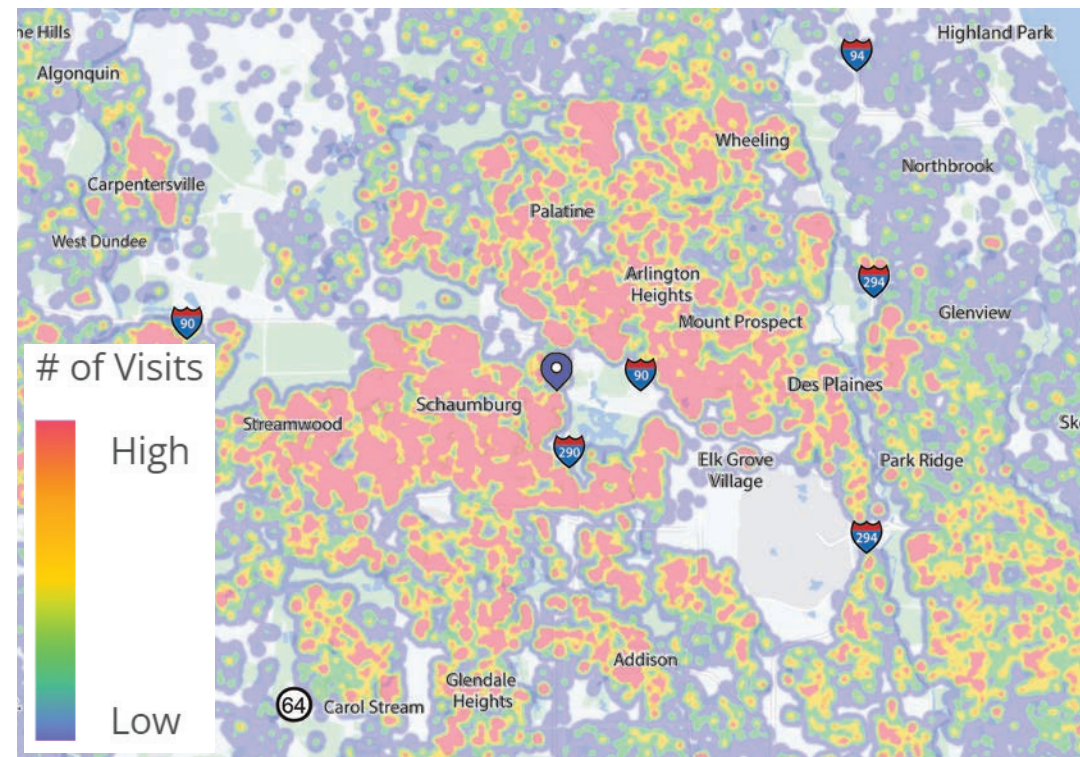 ne Hills
Highland Park
94
Algonquin
Wheeling
Northbrook
Carpentersville
Palatine
West Dundee
Arlington
Heights
294
Glenview
90
Mount Prospect
# of Visits
90
Des Plaines
Schaumburg
Streamwood
Sk
High
290
Elk Grove
Village
Park Ridge
294
Addison
Glendale
Heights
64
Carol Stream
Low